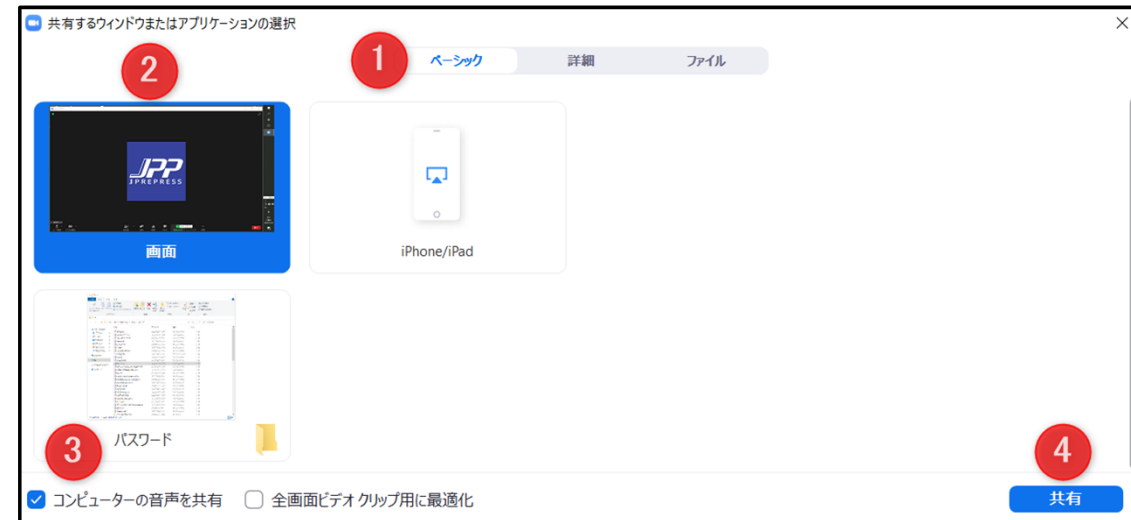 共有するウィンドウまたはアプリケーションの選択
1
ベーシック 詳細 ファイル
2
JPP
JPREPRESS
画面
iPhone/iPad
パスワード
3
4
コンピューターの音声を共有
全画面ビデオ クリップ用に最適化
共有